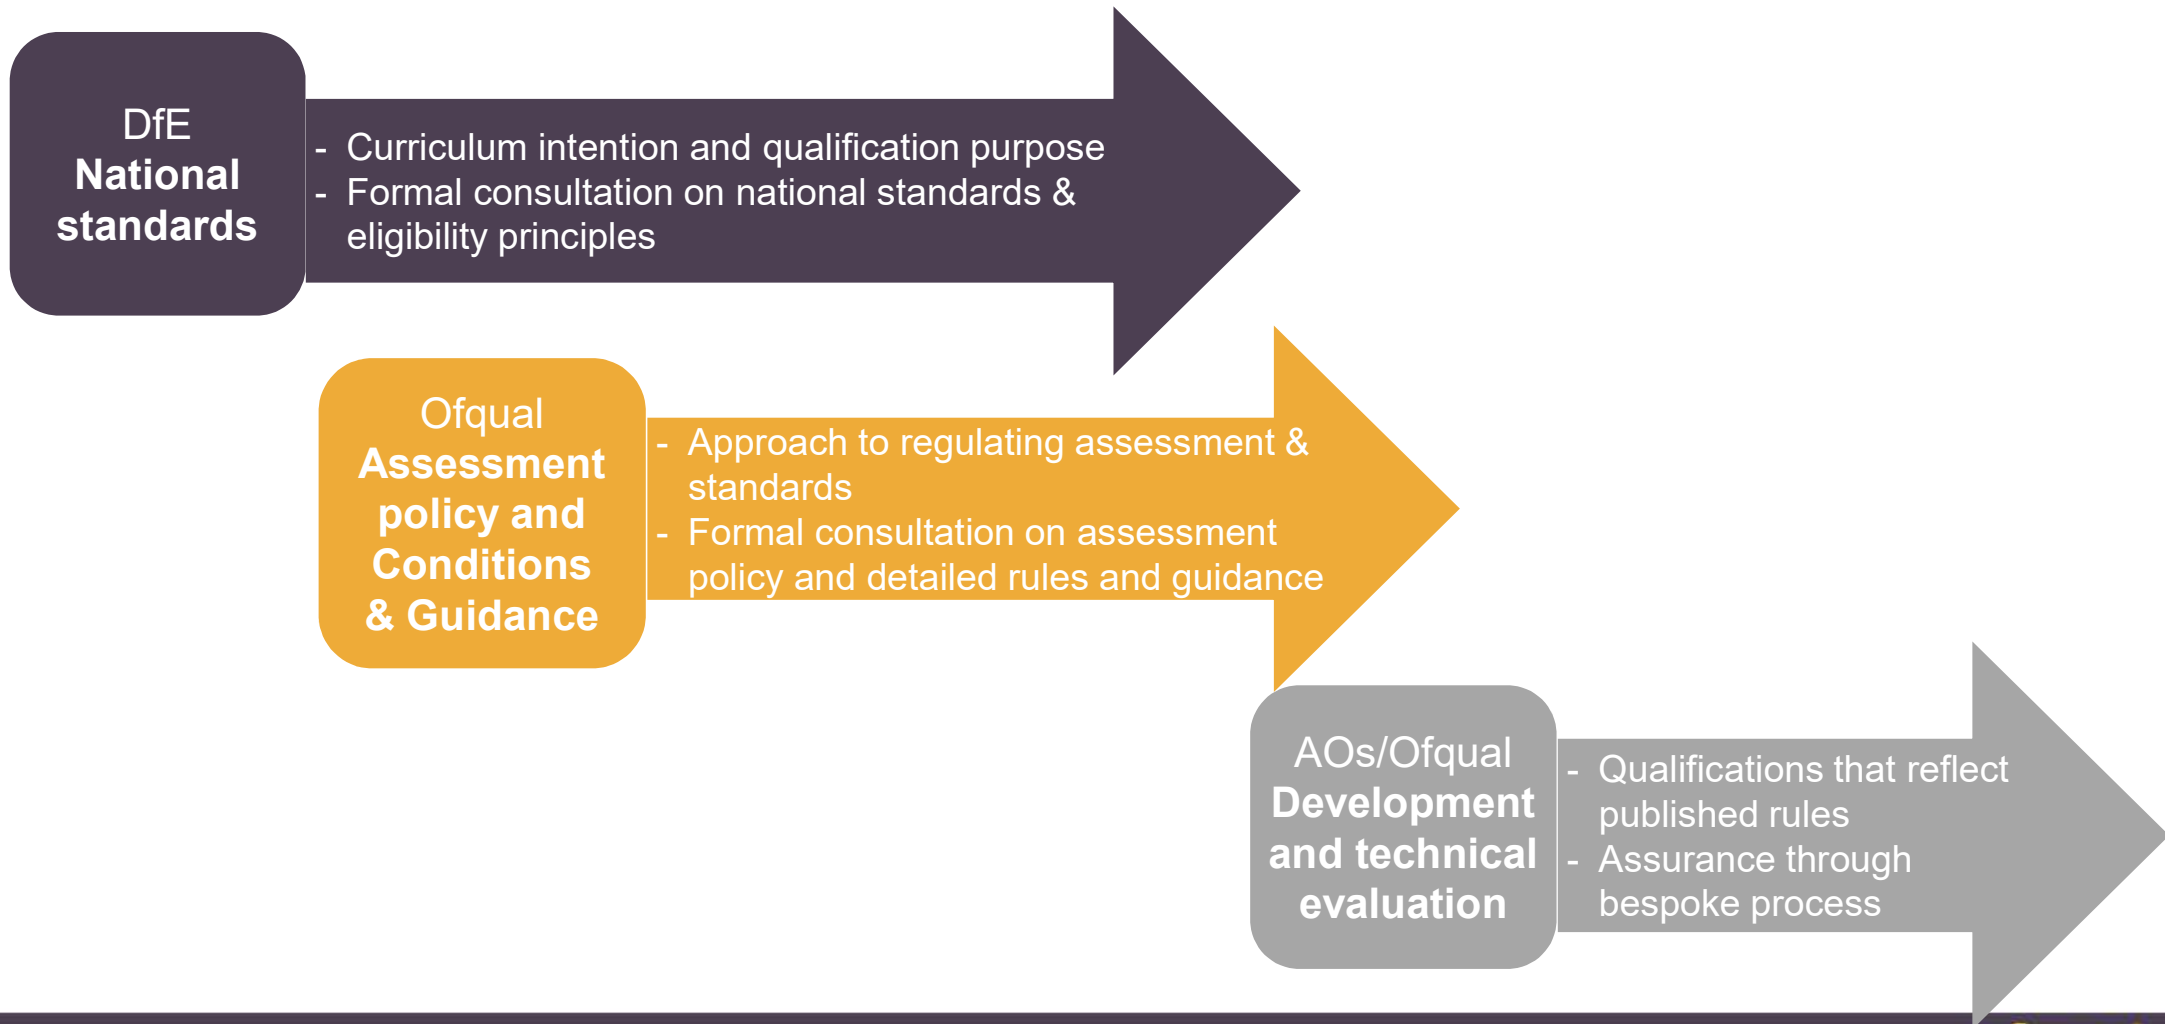 DfE
National
standards
- Curriculum intention and qualification purpose
- Formal consultation on national standards &
eligibility principles
Ofqual
Assessment
policy and
Conditions
& Guidance
- Approach to regulating assessment &
standards
- Formal consultation on assessment
policy and detailed rules and guidance
AOs/Ofqual
Development
and technical
evaluation
- Qualifications that reflect
published rules
- Assurance through
bespoke process